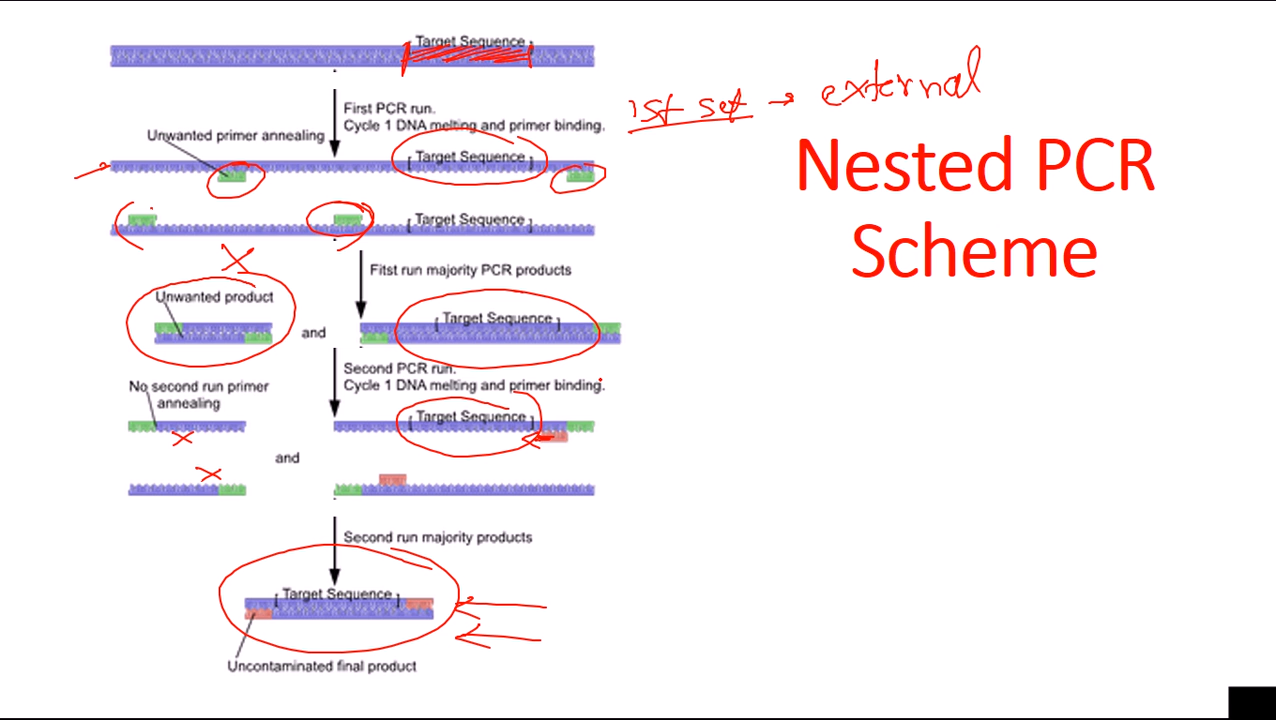 Target Sequence
1st set → external
First PCR run.
Cycle 1 DNA melting and primer binding.
Unwanted primer annealing
[ Target Sequence ]
Nested PCR
Scheme
[ Target Sequence ]
Fitst run majority PCR products
Unwanted product
[ Target Sequence ]
and
Second PCR run.
Cycle 1 DNA melting and primer binding.
No second run primer
annealing
[ Target Sequence ]
and
Second run majority products
[ Target Sequence ]
Uncontaminated final product